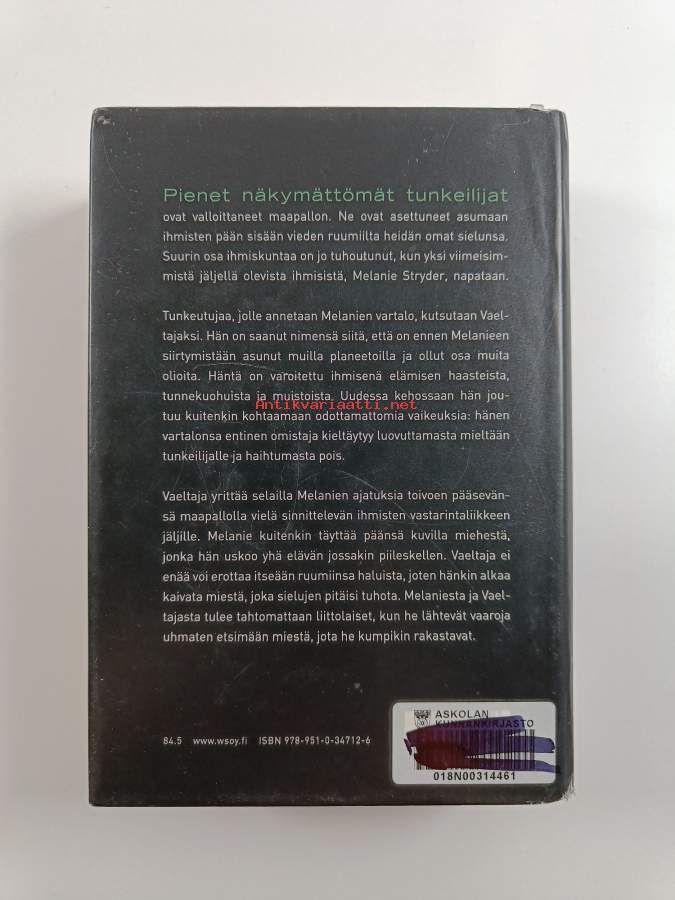 Pienet näkymättömät tunkeilijat
ovat valloittaneet maapallon. Ne ovat asettuneet asumaan
ihmisten pään sisään vieden ruumiilta heidän omat sielunsa.
Suurin osa ihmiskuntaa on jo tuhoutunut, kun yksi viimeisim-
mistä jäljellä olevista ihmisistä, Melanie Stryder, napataan.
Tunkeutujaa, jolle annetaan Melanien vartalo, kutsutaan Vael-
tajaksi. Hän on saanut nimensä siitä, että on ennen Melanieen
siirtymistään asunut muilla planeetoilla ja ollut osa muita
olioita. Häntä on varoitettu ihmisenä elämisen haasteista,
tunnekuohuista ja muistoista. Uudessa kehossaan hän jou-
Antikvariaatti.net
tuu kuitenkin kohtaamaan odottamattomia vaikeuksia: hänen
vartalonsa entinen omistaja kieltäytyy luovuttamasta mieltään
tunkeilijalle ja haihtumasta pois.
Vaeltaja yrittää selailla Melanien ajatuksia toivoen pääsevän-
sä maapallolla vielä sinnittelevän ihmisten vastarintaliikkeen
jäljille. Melanie kuitenkin täyttää päänsä kuvilla miehestä,
jonka hän uskoo yhä elävän jossakin piileskellen. Vaeltaja ei
enää voi erottaa itseään ruumiinsa haluista, joten hänkin alkaa
kaivata miestä, joka sielujen pitäisi tuhota. Melaniesta ja Vael-
tajasta tulee tahtomattaan liittolaiset, kun he lähtevät vaaroja
uhmaten etsimään miestä, jota he kumpikin rakastavat.
84.5 www.wsoy.fi ISBN 978-951-0-34712-6
ASKOLAN
KUNNANKIRJASTO
018N00314461